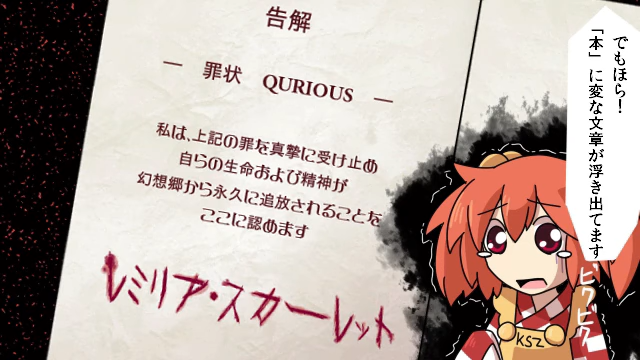 でもほら！
「本」に変な文章が浮き出てます
告解
― 罪状 QURIOUS ―
私は、上記の罪を真摯に受け止め
自らの生命および精神が
幻想郷から永久に追放されることを
ここに認めます
レミリア・スカーレット
ビクビク
KSZ